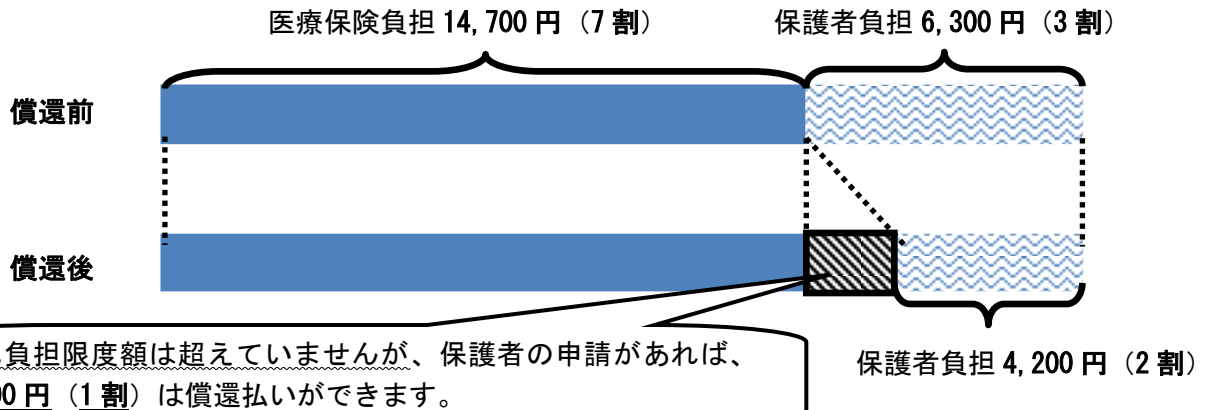 医療保険負担 14,700 円（7 割） 保護者負担 6,300 円（3 割）
償還前
償還後
負担限度額は超えていませんが、保護者の申請があれば、
00 円（1 割）は償還払いができます。
保護者負担 4,200 円（2 割）